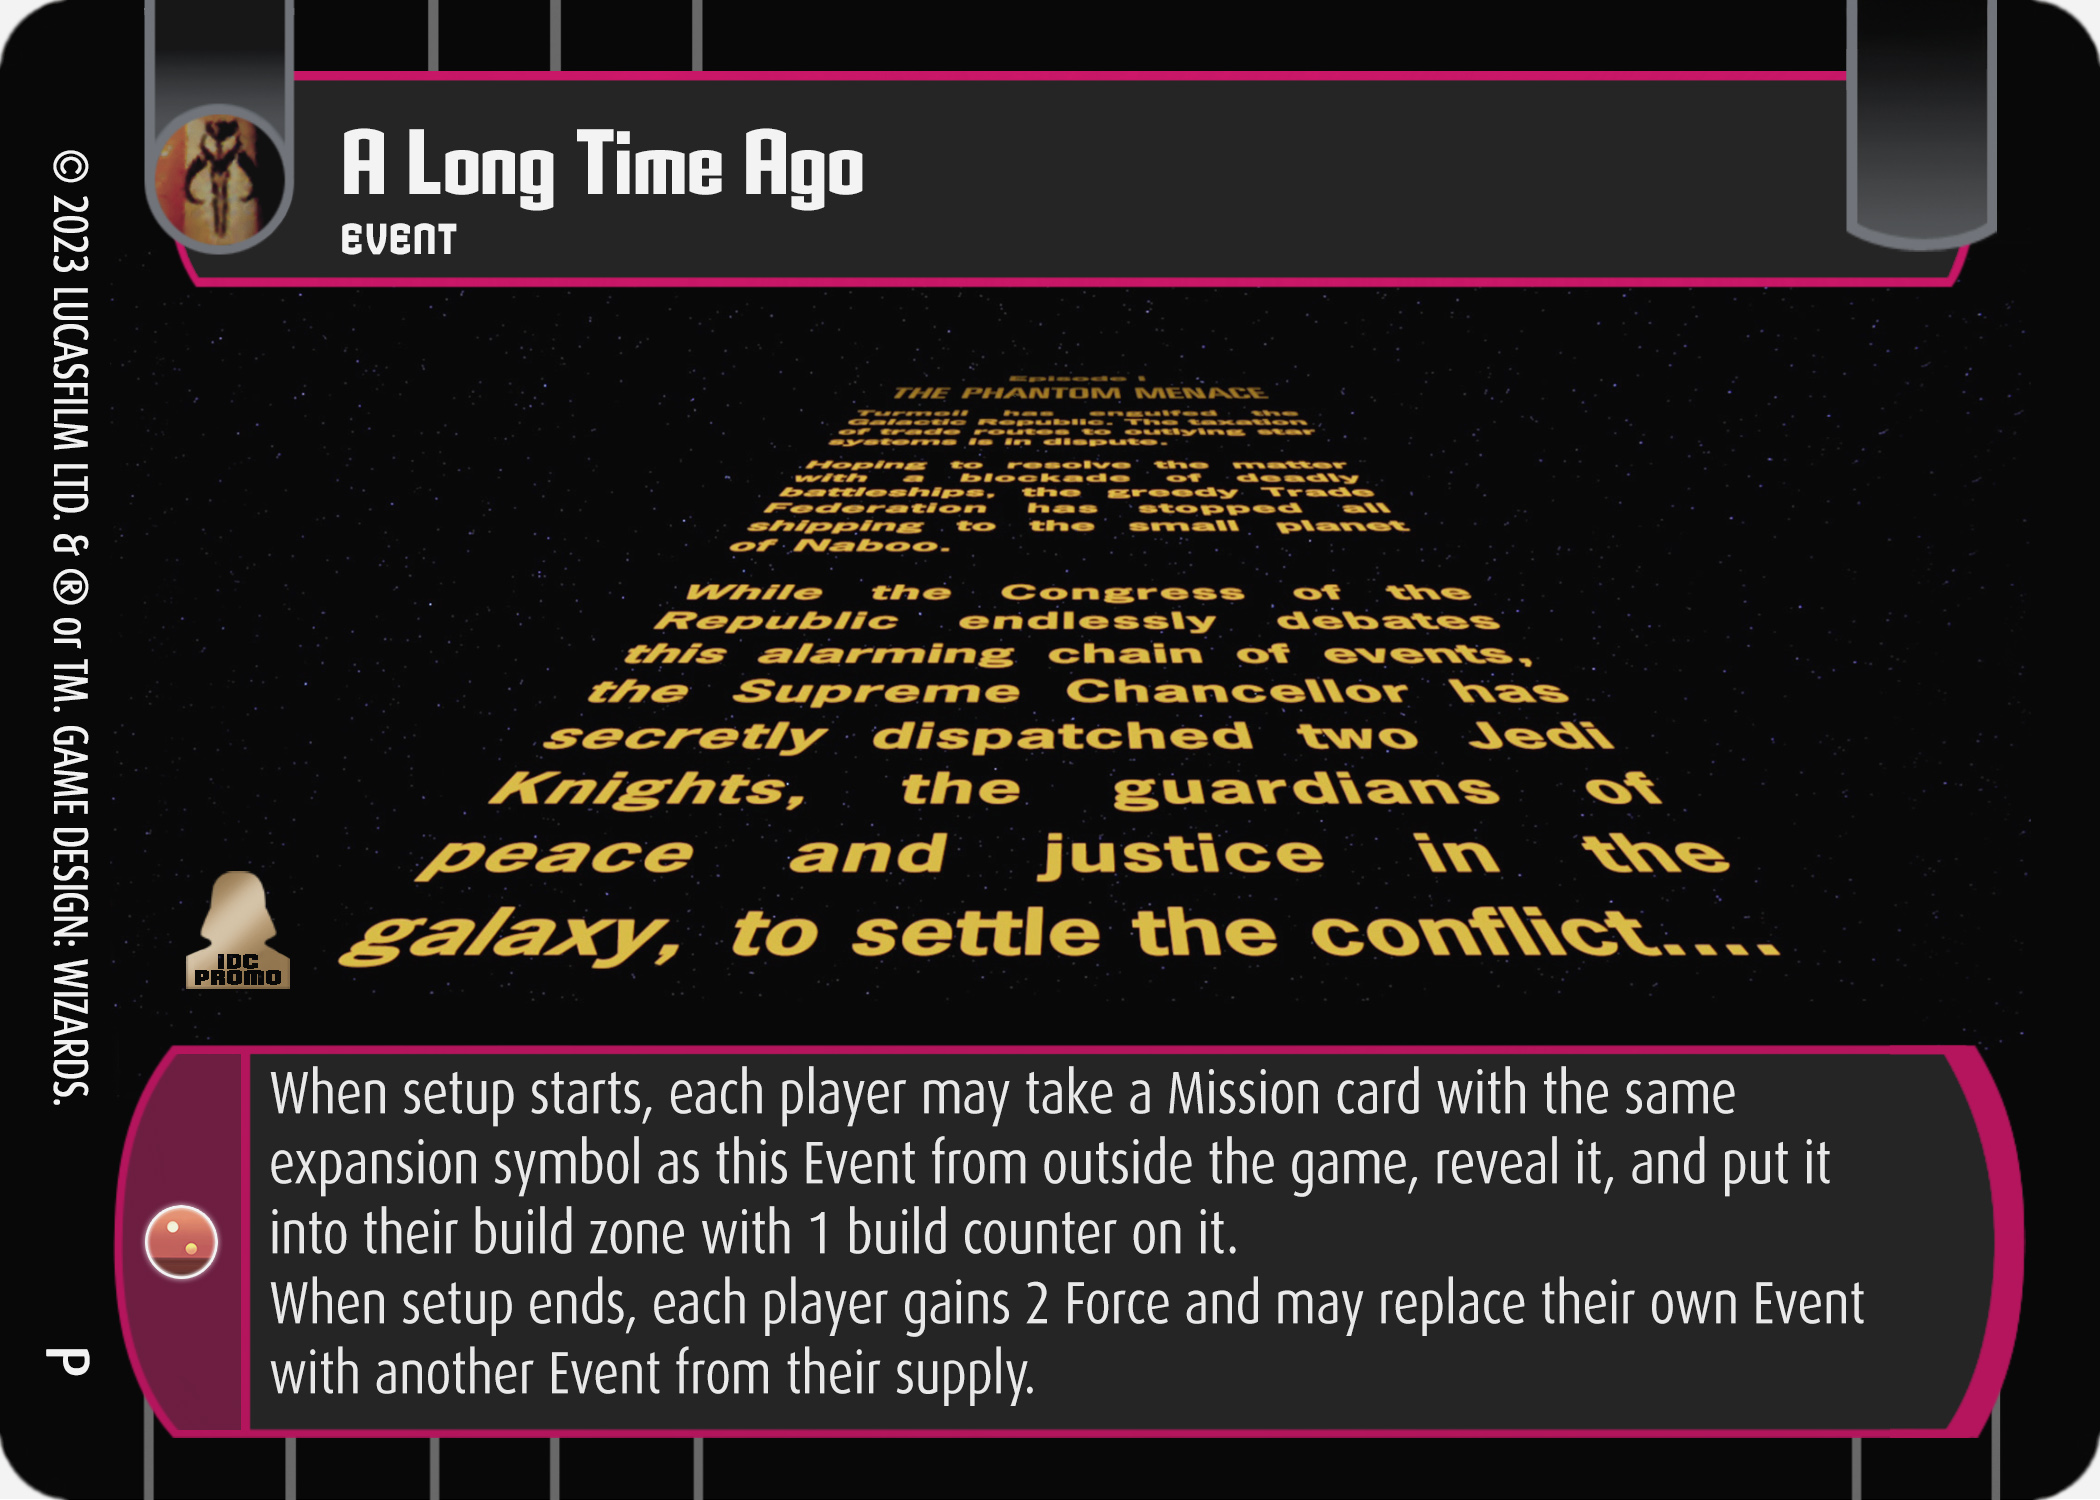 A Long Time Ago
EVENT
Episode I
THE PHANTOM MENACE
Turmoil has engulfed the
Galactic Republic. The taxation
of trade routes to outlying star
systems is in dispute.
Hoping to resolve the matter
with a blockade of deadly
battleships, the greedy Trade
Federation has stopped all
shipping to the small planet
of Naboo.
While the Congress of the
Republic endlessly debates
this alarming chain of events,
the Supreme Chancellor has
secretly dispatched two Jedi
Knights, the guardians of
peace and justice in the
galaxy, to settle the conflict....
IDC
PROMO
When setup starts, each player may take a Mission card with the same
expansion symbol as this Event from outside the game, reveal it, and put it
into their build zone with 1 build counter on it.
When setup ends, each player gains 2 Force and may replace their own Event
with another Event from their supply.
© 2023 LUCASFILM LTD. & ® or TM. GAME DESIGN: WIZARDS.
P